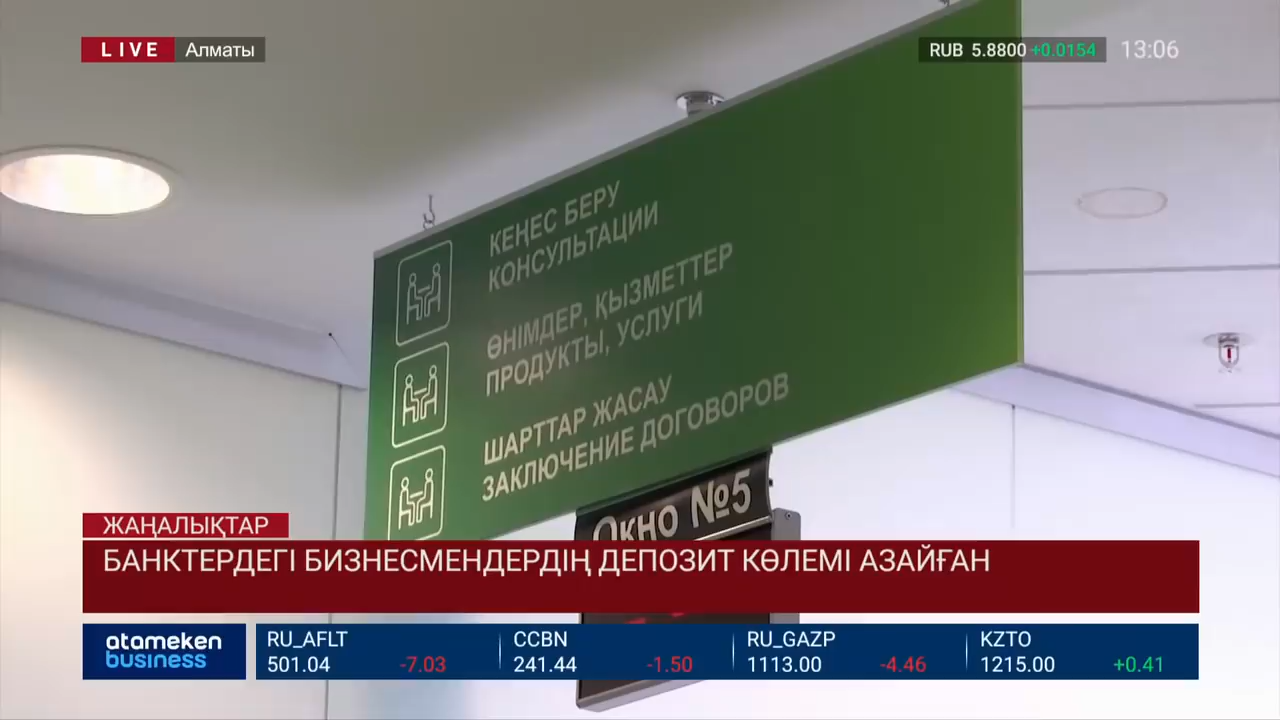 LIVE Алматы
RUB 5.8800 +0.0154 13:06
КЕҢЕС БЕРУ
КОНСУЛЬТАЦИИ
ӨНІМДЕР, ҚЫЗМЕТТЕР
ПРОДУКТЫ, УСЛУГИ
ШАРТТАР ЖАСАУ
ЗАКЛЮЧЕНИЕ ДОГОВОРОВ
Окно №5
ЖАҢАЛЫҚТАР
БАНКТЕРДЕГІ БИЗНЕСМЕНДЕРДІҢ ДЕПОЗИТ КӨЛЕМІ АЗАЙҒАН
atameken
business
RU_AFLT
501.04 -7.03
CCBN
241.44 -1.50
RU_GAZP
1113.00 -4.46
KZTO
1215.00 +0.41